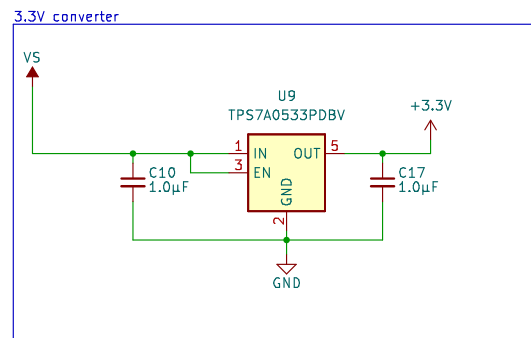 3.3V converter
VS
U9
TPS7A0533PDBV
+3.3V
1
IN
OUT
5
3
EN
GND
2
C10
1.0µF
C17
1.0µF
GND